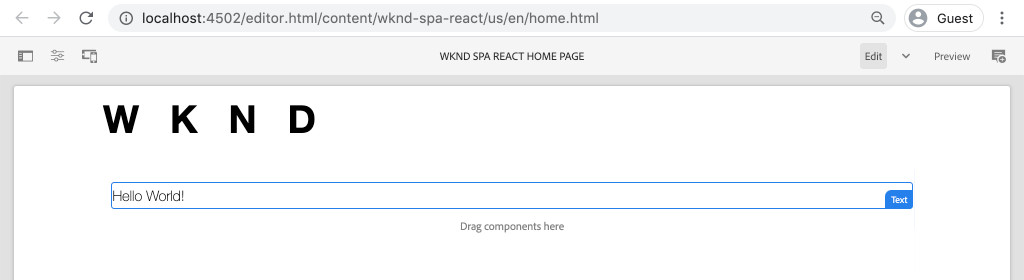 localhost:4502/editor.html/content/wknd-spa-react/us/en/home.html
Guest
WKND SPA REACT HOME PAGE
Edit
Preview
W K N D
Hello World!
Text
Drag components here